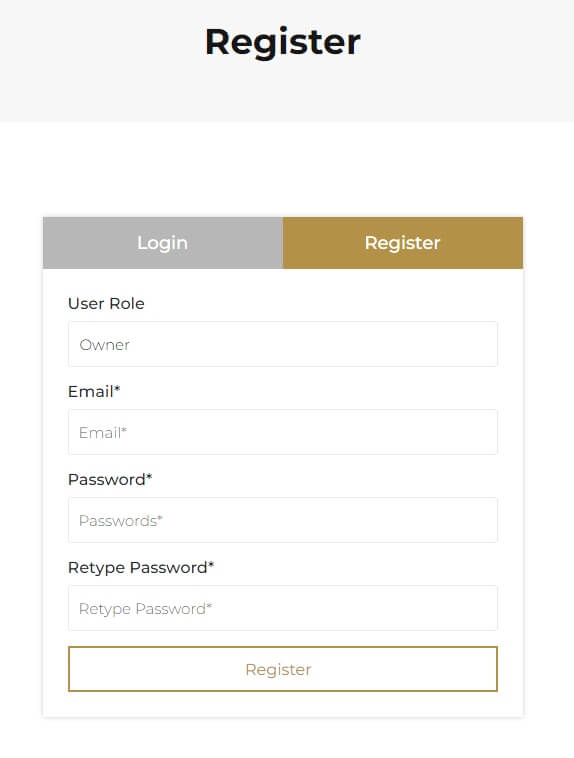 Register
Login Register
User Role
Owner
Email*
Email*
Password*
Passwords*
Retype Password*
Retype Password*
Register